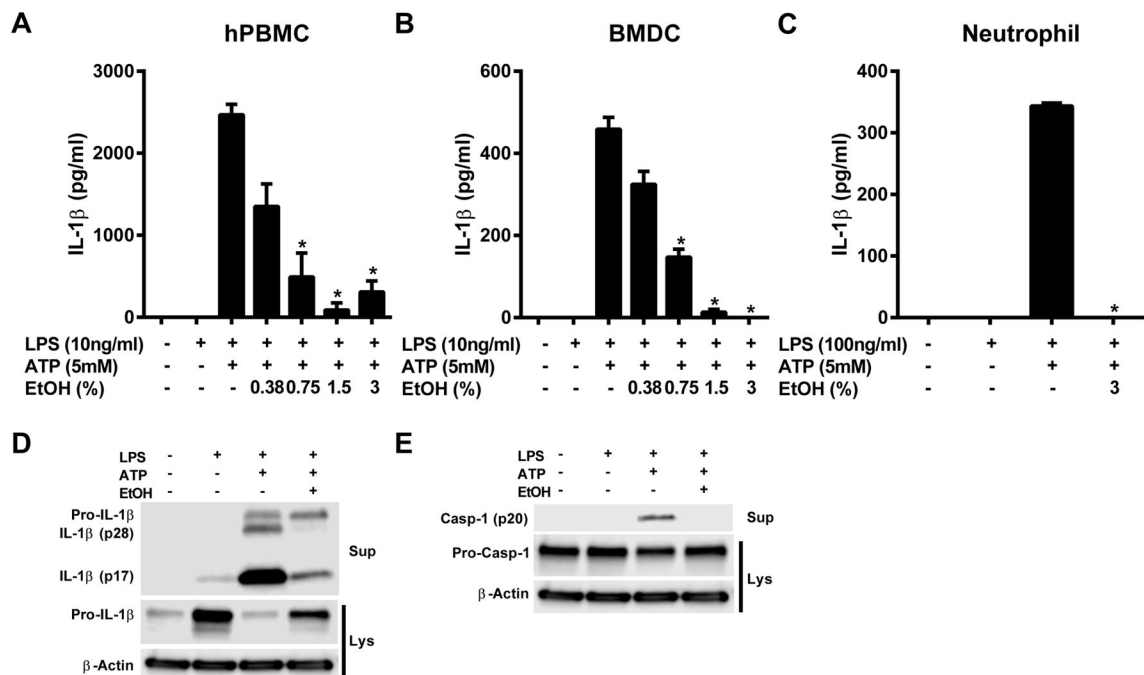 A
hPBMC
IL-1β (pg/ml)
3000
2000
1000
0
LPS (10ng/ml) - + + + + + +
ATP (5mM) - - + + + + +
EtOH (%) - - - 0.38 0.75 1.5 3
* * *
B
BMDC
IL-1β (pg/ml)
600
400
200
0
LPS (10ng/ml) - + + + + + +
ATP (5mM) - - + + + + +
EtOH (%) - - - 0.38 0.75 1.5 3
* * *
C
Neutrophil
IL-1β (pg/ml)
400
300
200
100
0
LPS (100ng/ml) - + + +
ATP (5mM) - - + +
EtOH (%) - - - 3
*
D
LPS - + + +
ATP - - + +
EtOH - - - +
Pro-IL-1β
IL-1β (p28)
IL-1β (p17)
Sup
Pro-IL-1β
β-Actin
Lys
E
LPS - + + +
ATP - - + +
EtOH - - - +
Casp-1 (p20)
Sup
Pro-Casp-1
β-Actin
Lys